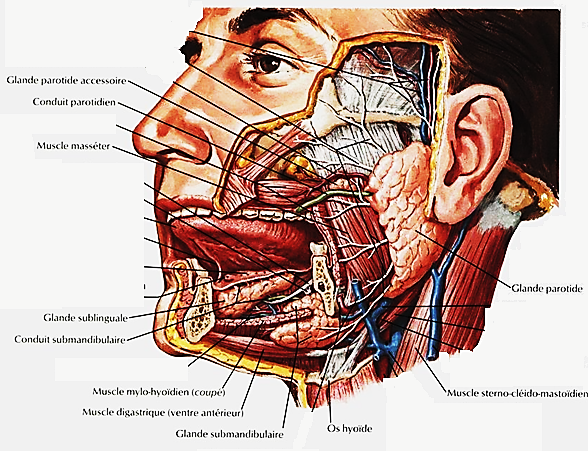 Glande parotide accessoire
Conduit parotidien
Muscle masséter
Glande parotide
Glande sublinguale
Conduit submandibulaire
Muscle mylo-hyoïdien (coupé)
Muscle sterno-cléido-mastoïdien
Muscle digastrique (ventre antérieur)
Os hyoïde
Glande submandibulaire